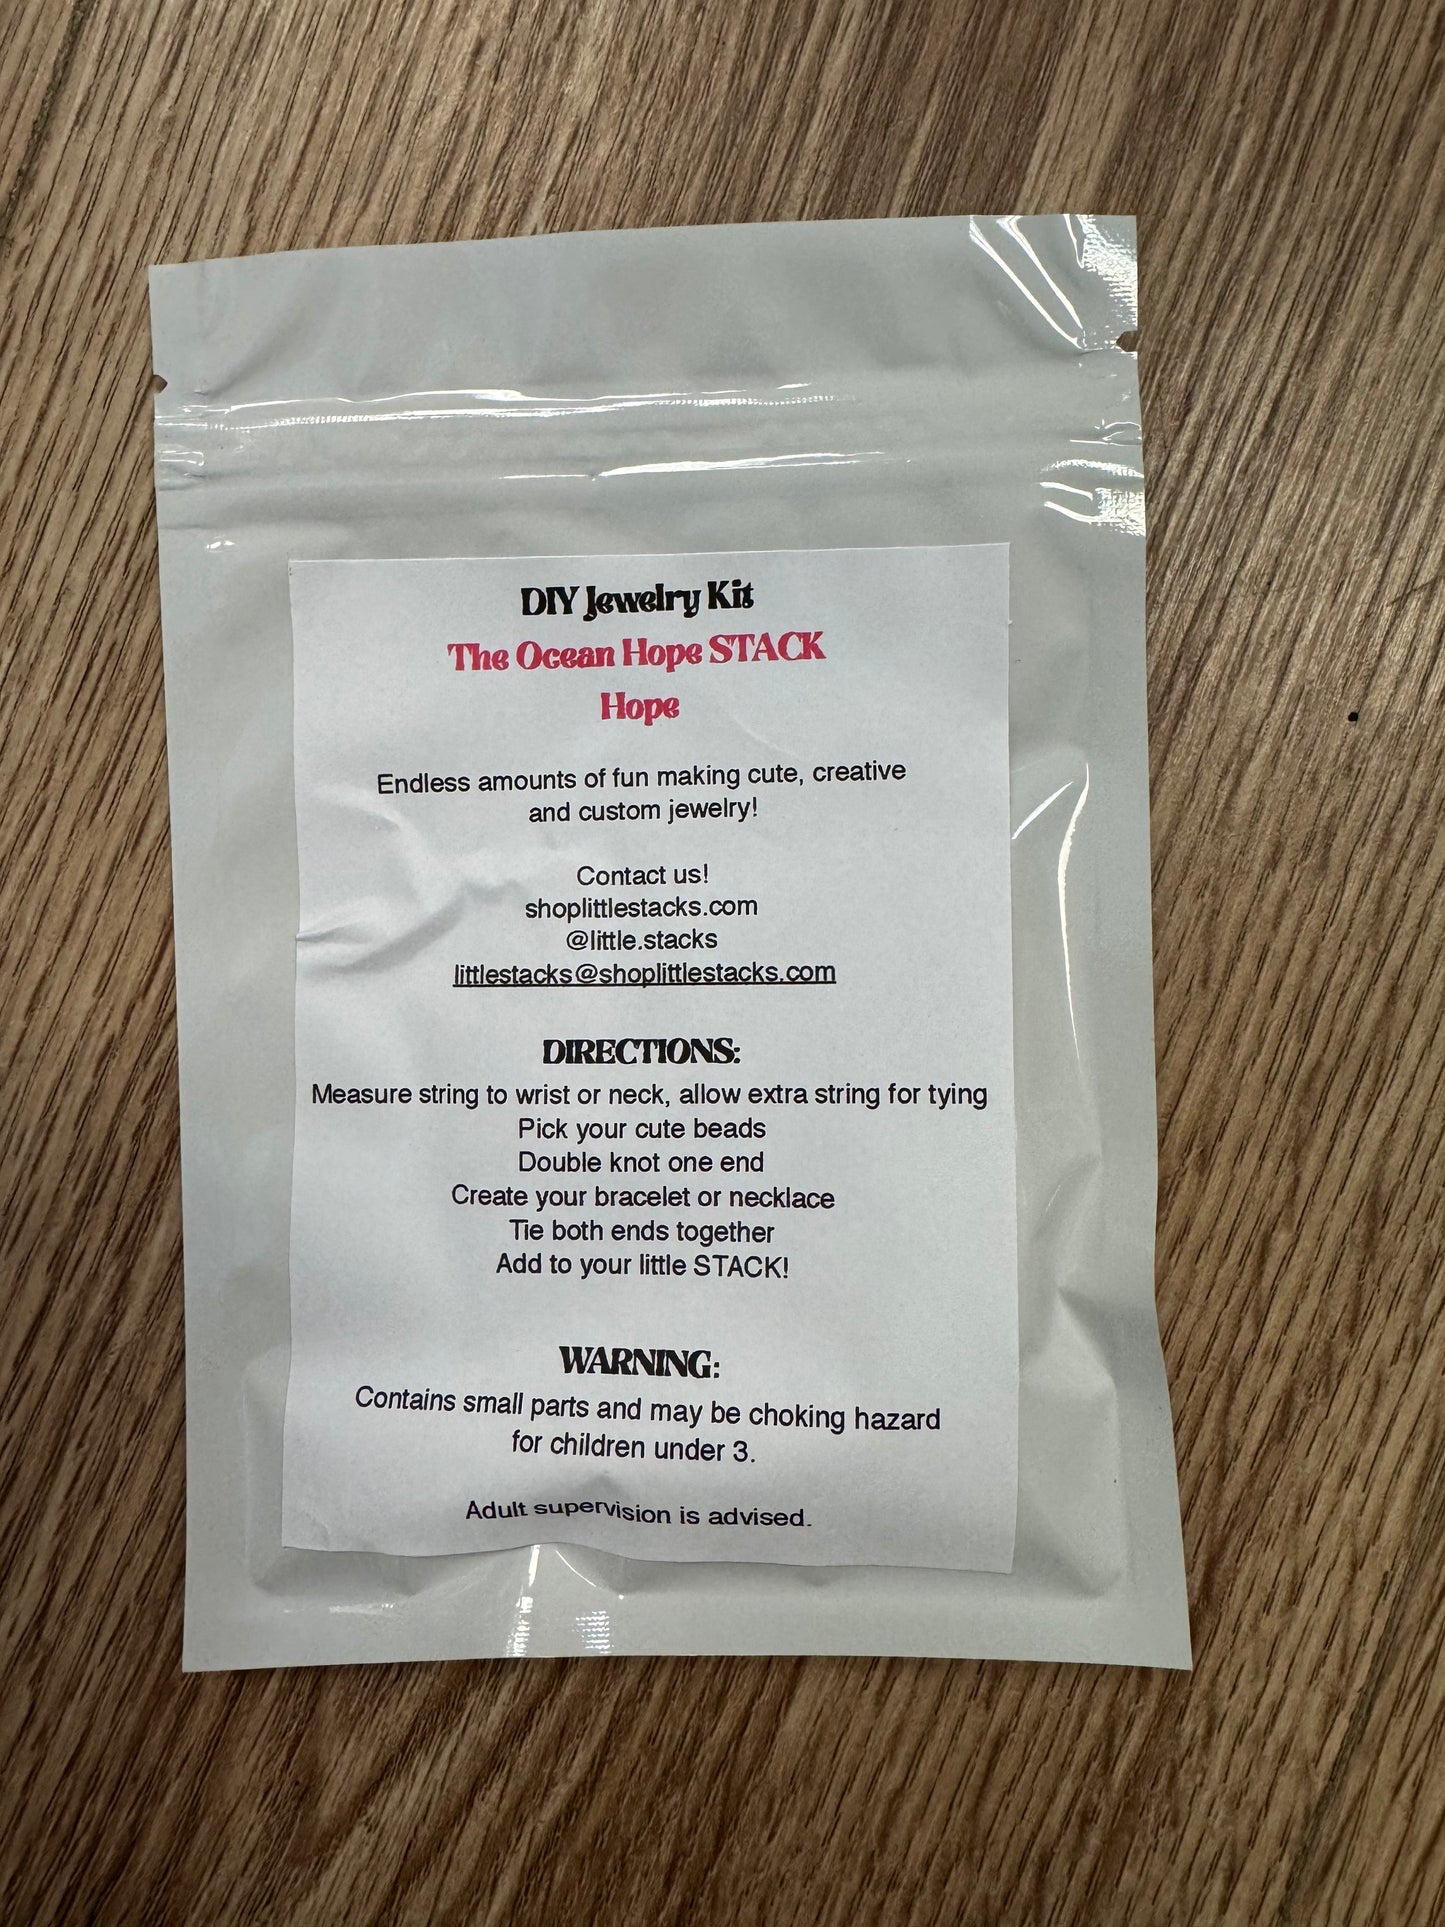 DIY Jewelry Kit
The Ocean Hope STACK
Hope
Endless amounts of fun making cute, creative
and custom jewelry!
Contact us!
shoplittlestacks.com
@little.stacks
littlestacks@shoplittlestacks.com
DIRECTIONS:
Measure string to wrist or neck, allow extra string for tying
Pick your cute beads
Double knot one end
Create your bracelet or necklace
Tie both ends together
Add to your little STACK!
WARNING:
Contains small parts and may be choking hazard
for children under 3.
Adult supervision is advised.